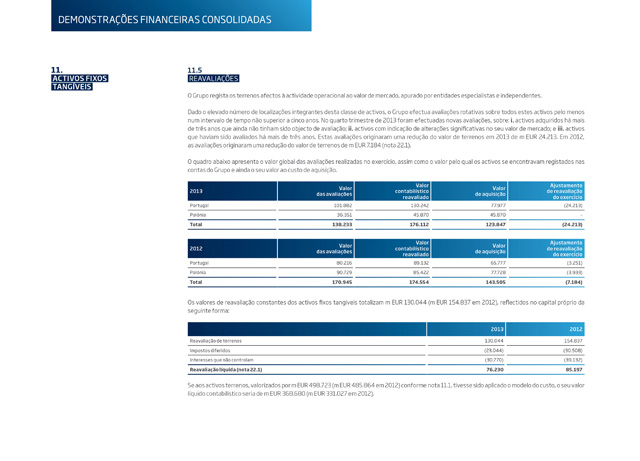 DEMONSTRAÇÕES FINANCEIRAS CONSOLIDADAS
11.
ACTIVOS FIXOS
TANGÍVEIS
11.5
REAVALIAÇÕES
O Grupo regista os terrenos afectos à actividade operacional ao valor de mercado, apurado por entidades especialistas e independentes.
Dado o elevado número de localizações integrantes desta classe de activos, o Grupo efectua avaliações rotativas sobre todos estes activos pelo menos
num intervalo de tempo não superior a cinco anos. No quarto trimestre de 2013 foram efectuadas novas avaliações, sobre: i. activos adquiridos há mais
de três anos que ainda não tinham sido objecto de avaliação; ii. activos com indicação de alterações significativas no seu valor de mercado; e iii. activos
que haviam sido avaliados há mais de três anos. Estas avaliações originaram uma redução do valor de terrenos em 2013 de m EUR 24.213. Em 2012,
as avaliações originaram uma redução do valor de terrenos de m EUR 7.184 (nota 22.1).
O quadro abaixo apresenta o valor global das avaliações realizadas no exercício, assim como o valor pelo qual os activos se encontravam registados nas
contas do Grupo e ainda o seu valor ao custo de aquisição.
2013 Valor das avaliações Valor contabilístico reavaliado Valor de aquisição Ajustamento de reavaliação do exercício
Portugal 101.882 130.242 77.977 (24.213)
Polónia 36.351 45.870 45.870 -
Total 138.233 176.112 123.847 (24.213)
2012 Valor das avaliações Valor contabilístico reavaliado Valor de aquisição Ajustamento de reavaliação do exercício
Portugal 80.216 89.132 65.777 (3.251)
Polónia 90.729 85.422 77.728 (3.933)
Total 170.945 174.554 143.505 (7.184)
Os valores de reavaliação constantes dos activos fixos tangíveis totalizam m EUR 130.044 (m EUR 154.837 em 2012), reflectidos no capital próprio da
seguinte forma:
2013 2012
Reavaliação de terrenos 130.044 154.837
Impostos diferidos (23.044) (30.508)
Interesses que não controlam (30.770) (39.132)
Reavaliação líquida (nota 22.1) 76.230 85.197
Se aos activos terrenos, valorizados por m EUR 498.723 (m EUR 485.864 em 2012) conforme nota 11.1, tivesse sido aplicado o modelo do custo, o seu valor
líquido contabilístico seria de m EUR 368.680 (m EUR 331.027 em 2012).